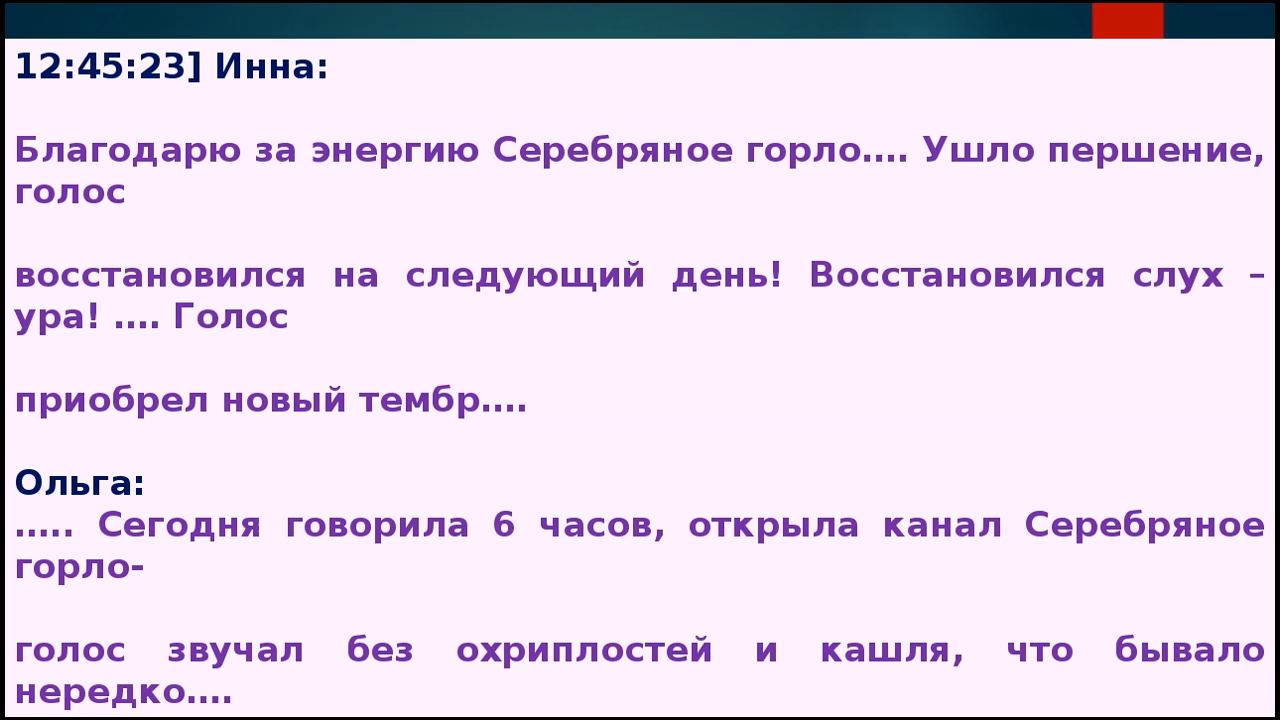 12:45:23] Инна:
Благодарю за энергию Серебряное горло.... Ушло першение,
голос
восстановился на следующий день! Восстановился слух –
ура! .... Голос
приобрел новый тембр....
Ольга:
..... Сегодня говорила 6 часов, открыла канал Серебряное
горло-
голос звучал без охриплостей и кашля, что бывало
нередко....